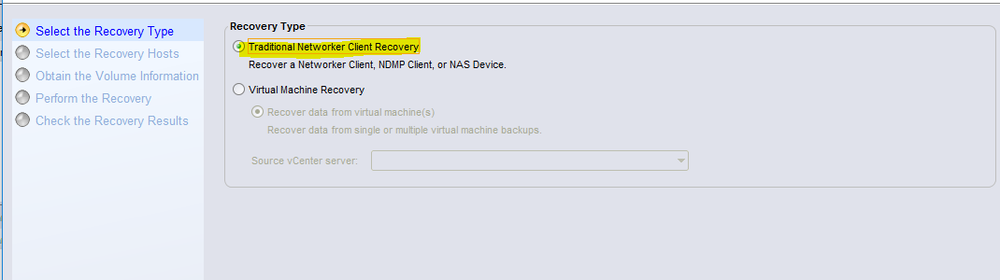 Select the Recovery Type
Select the Recovery Hosts
Obtain the Volume Information
Perform the Recovery
Check the Recovery Results
Recovery Type
Traditional Networker Client Recovery
Recover a Networker Client, NDMP Client, or NAS Device.
Virtual Machine Recovery
Recover data from virtual machine(s)
Recover data from single or multiple virtual machine backups.
Source vCenter server: